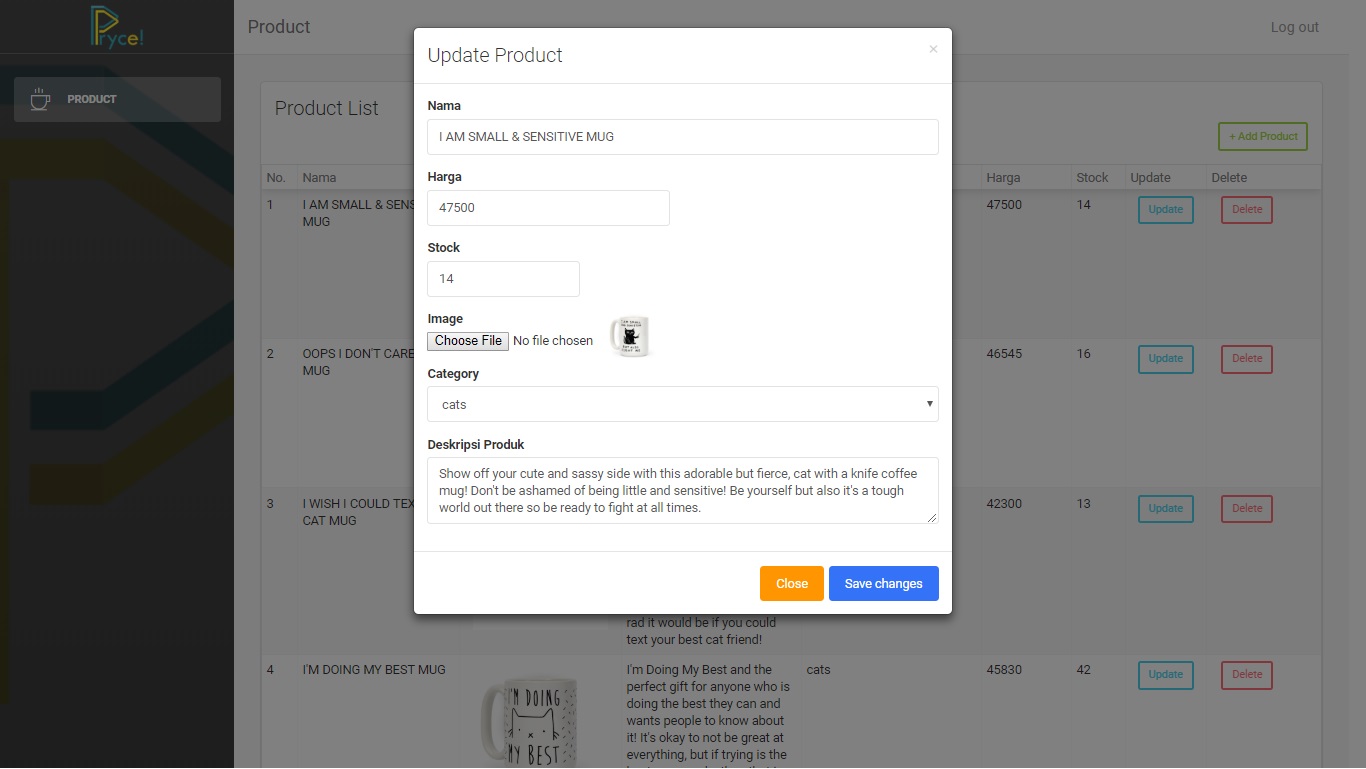 Pryce!
PRODUCT
Product
Log out
Product List
+ Add Product
No. Nama Harga Stock Update Delete
1 I AM SMALL & SENS 47500 14 Update Delete
MUG
2 OOPS I DON'T CARE 46545 16 Update Delete
MUG
3 I WISH I COULD TEX 42300 13 Update Delete
CAT MUG
rad it would be if you could
text your best cat friend!
4 I'M DOING MY BEST MUG I'm Doing My Best and the cats 45830 42 Update Delete
perfect gift for anyone who is
doing the best they can and
wants people to know about
it! It's okay to not be great at
everything, but if trying is the
I'M DOING
MY BEST
Update Product ×
Nama
I AM SMALL & SENSITIVE MUG
Harga
47500
Stock
14
Image
Choose File No file chosen
Category
cats
Deskripsi Produk
Show off your cute and sassy side with this adorable but fierce, cat with a knife coffee
mug! Don't be ashamed of being little and sensitive! Be yourself but also it's a tough
world out there so be ready to fight at all times.
Close Save changes